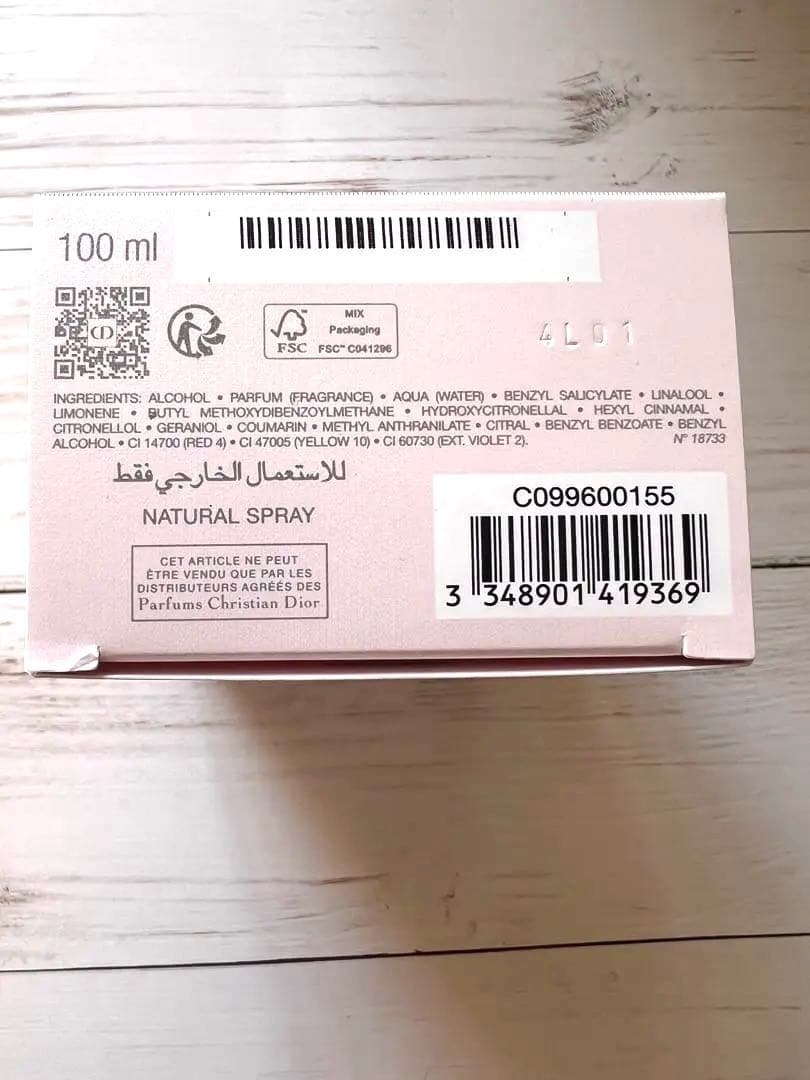 100 ml
MIX
Packaging
FSC FSC™ C041296
4L01
INGREDIENTS: ALCOHOL • PARFUM (FRAGRANCE) • AQUA (WATER) • BENZYL SALICYLATE • LINALOOL •
LIMONENE • BUTYL METHOXYDIBENZOYLMETHANE • HYDROXYCITRONELLAL • HEXYL CINNAMAL •
CITRONELLOL • GERANIOL • COUMARIN • METHYL ANTHRANILATE • CITRAL • BENZYL BENZOATE • BENZYL
ALCOHOL • CI 14700 (RED 4) • CI 47005 (YELLOW 10) • CI 60730 (EXT. VIOLET 2). N° 18733
للاستعمال الخارجي فقط
NATURAL SPRAY
CET ARTICLE NE PEUT
ÊTRE VENDU QUE PAR LES
DISTRIBUTEURS AGRÉÉS DES
Parfums Christian Dior
C099600155
3 348901 419369